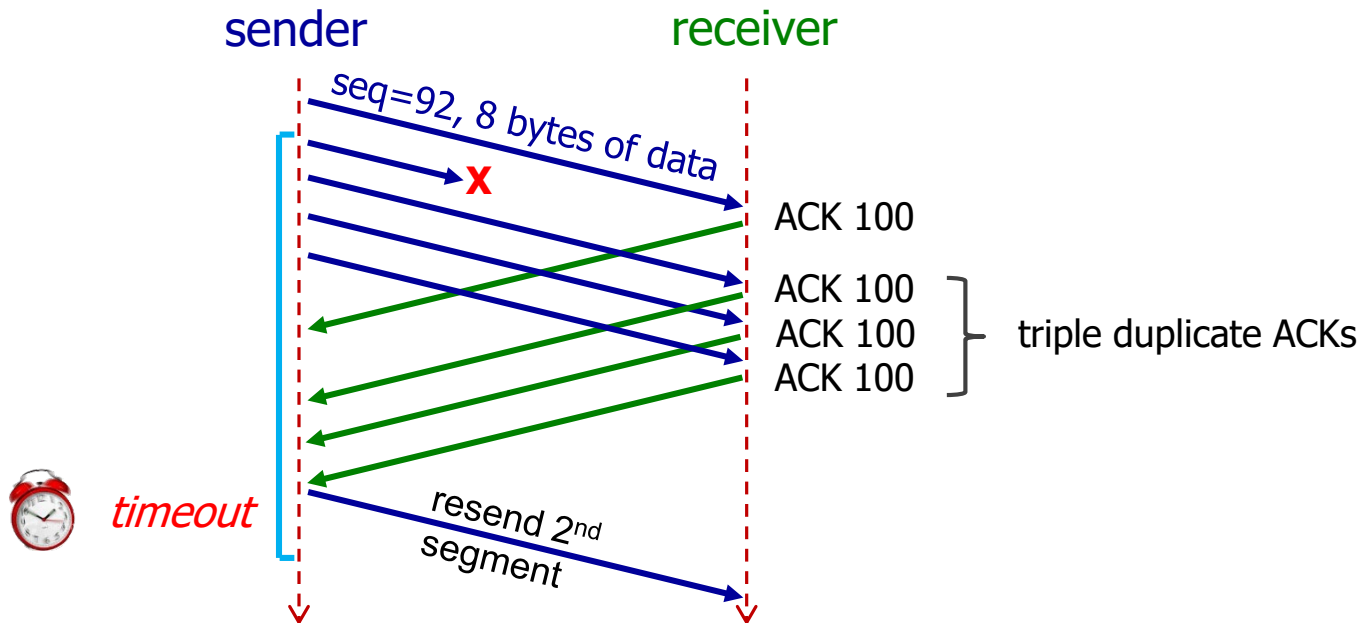 sender
receiver
seq=92, 8 bytes of data
X
ACK 100
ACK 100
ACK 100
ACK 100
triple duplicate ACKs
timeout
resend 2nd
segment